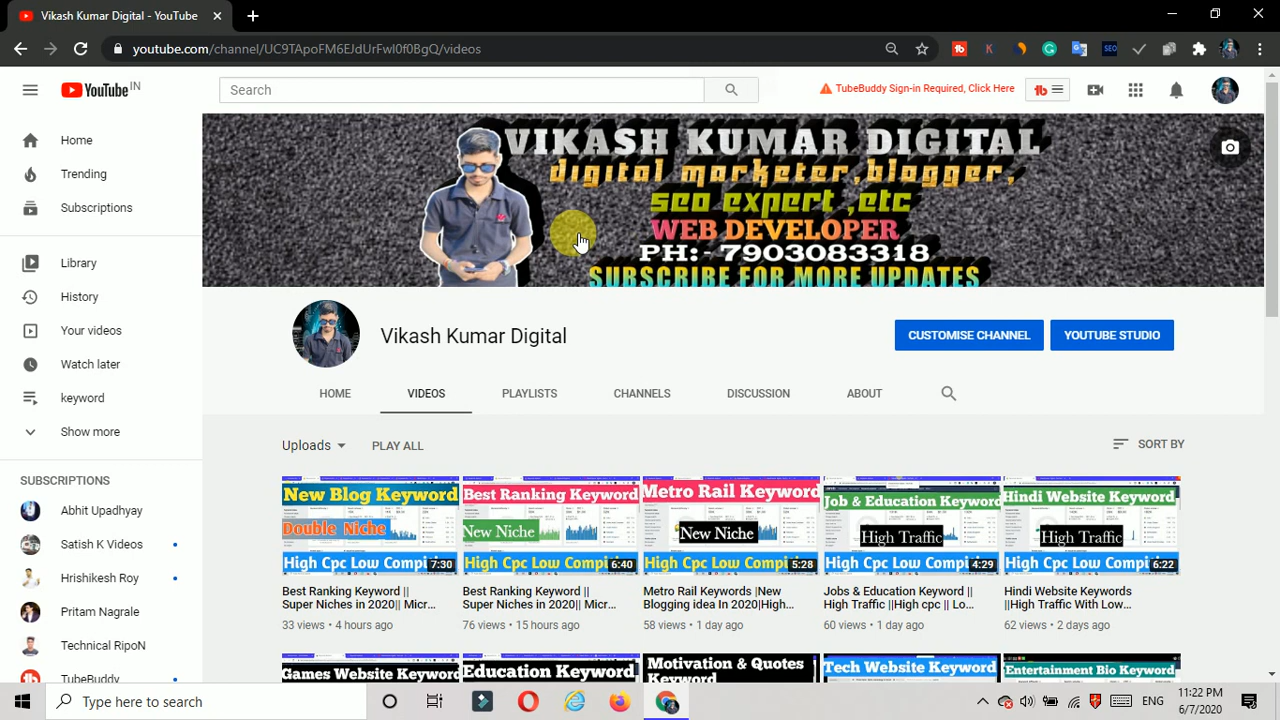 Vikash Kumar Digital - YouTube
youtube.com/channel/UC9TApoFM6EJdUrFwI0f0BgQ/videos
YouTube IN
Search
TubeBuddy Sign-in Required, Click Here
Home
Trending
Subscriptions
Library
History
Your videos
Watch later
keyword
Show more
SUBSCRIPTIONS
Abhit Upadhyay
Satish K Videos
Hrishikesh Roy
Pritam Nagrale
Technical RipoN
TubeBuddy
VIKASH KUMAR DIGITAL
digital marketer,blogger,
seo expert ,etc
WEB DEVELOPER
PH:- 7903083318
SUBSCRIBE FOR MORE UPDATES
Vikash Kumar Digital
CUSTOMISE CHANNEL
YOUTUBE STUDIO
HOME
VIDEOS
PLAYLISTS
CHANNELS
DISCUSSION
ABOUT
Uploads
PLAY ALL
SORT BY
New Blog Keyword
Double Niche
High Cpc Low Compi
7:30
Best Ranking Keyword ||
Super Niches in 2020|| Micr...
33 views • 4 hours ago
Best Ranking Keyword
New Niche
High Cpc Low Compi
6:40
Best Ranking Keyword ||
Super Niches in 2020|| Micr...
76 views • 15 hours ago
Metro Rail Keyword
New Niche
High Cpc Low Compi
5:28
Metro Rail Keywords |New
Blogging idea In 2020|High...
58 views • 1 day ago
Job & Education Keyword
High Traffic
High Cpc Low Compi
4:29
Jobs & Education Keyword ||
High Traffic ||High cpc || Lo...
60 views • 1 day ago
Hindi Website Keyword
High Traffic
High Cpc Low Compi
6:22
Hindi Website Keywords
||High Traffic With Low...
62 views • 2 days ago
Games Website Keyword
Education Keyword
Motivation & Quotes
Keyword
Tech Website Keyword
Entertainment Bio Keyword
Type here to search
ENG
11:22 PM
6/7/2020